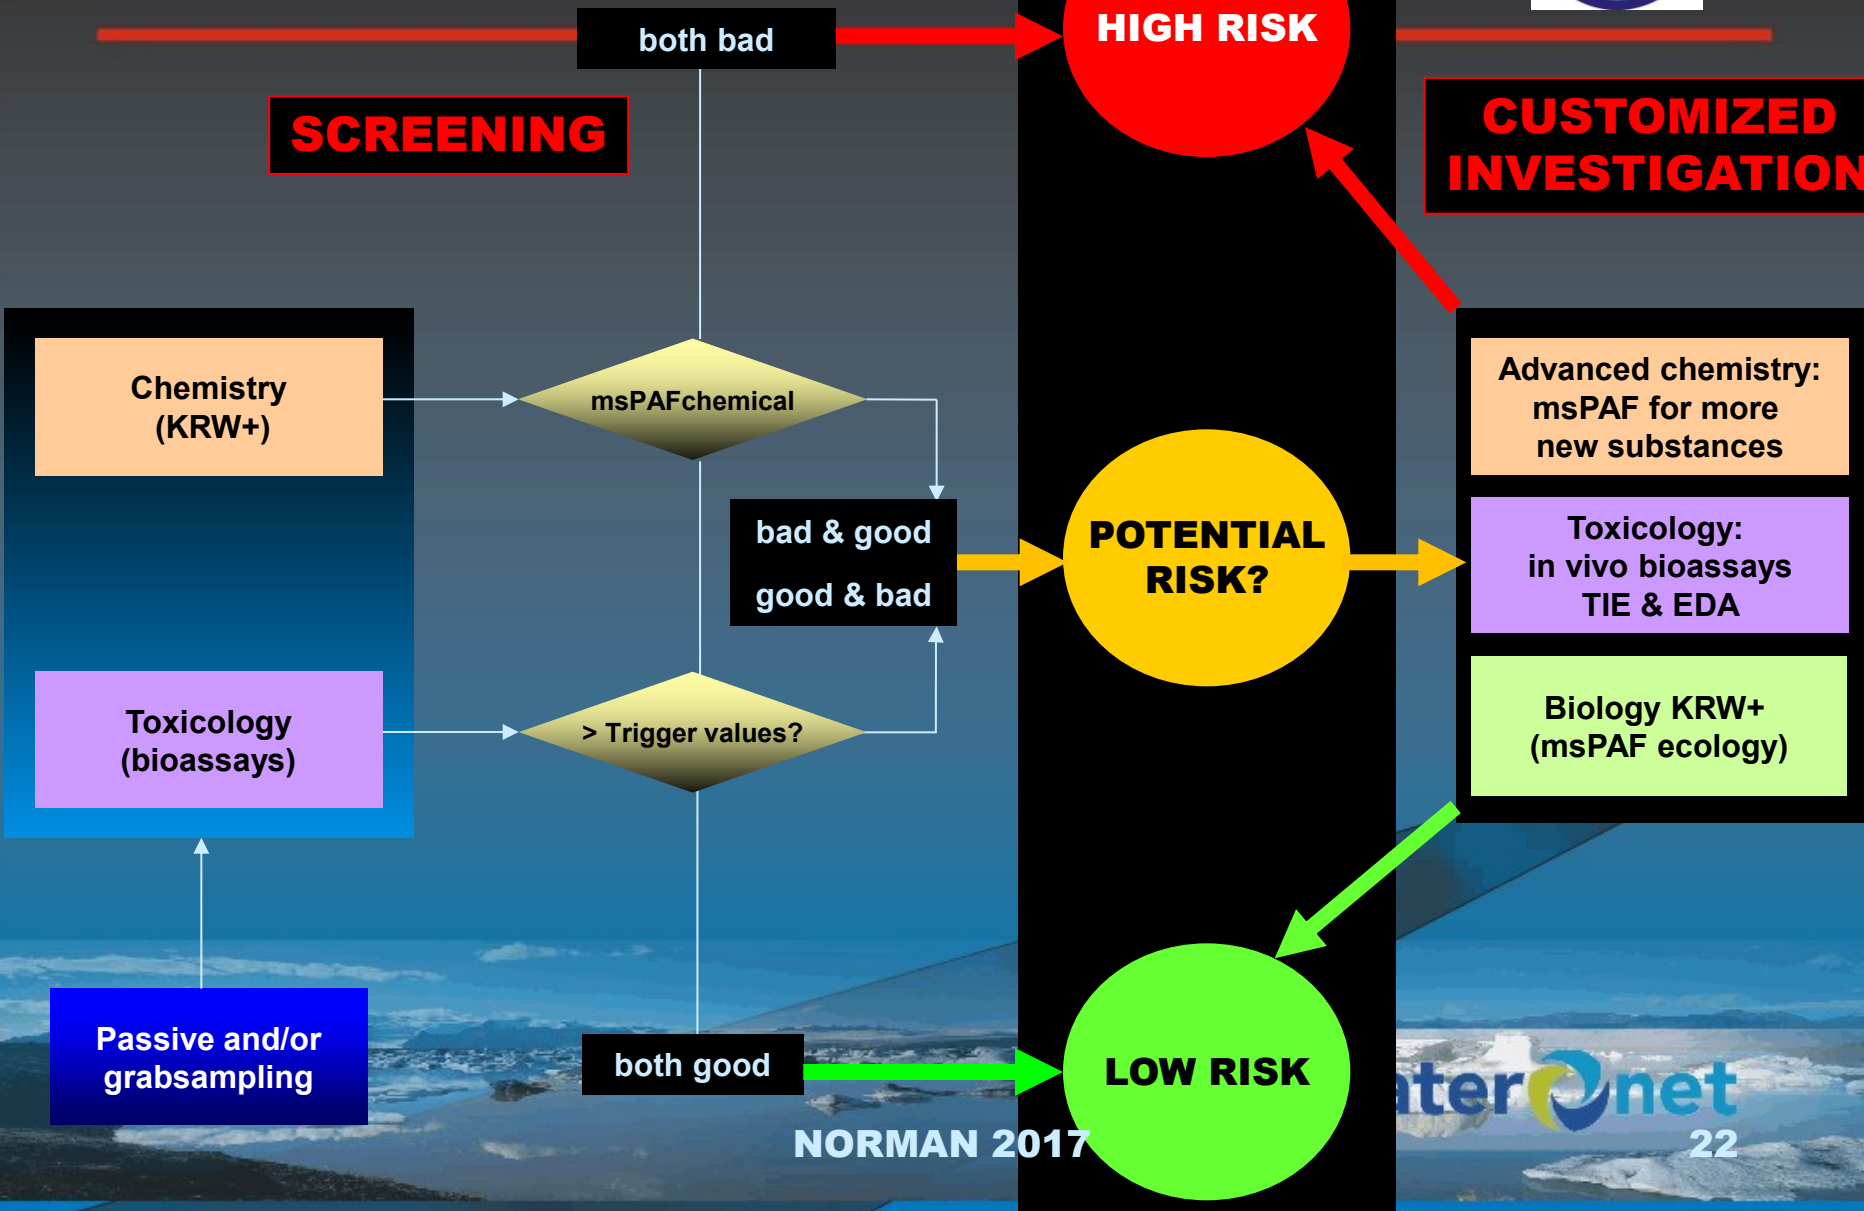 both bad
HIGH RISK
SCREENING
CUSTOMIZED
INVESTIGATION
Chemistry
(KRW+)
msPAFchemical
bad & good
good & bad
POTENTIAL
RISK?
Advanced chemistry:
msPAF for more
new substances
Toxicology:
in vivo bioassays
TIE & EDA
Biology KRW+
(msPAF ecology)
Toxicology
(bioassays)
> Trigger values?
Passive and/or
grabsampling
both good
LOW RISK
ater net
NORMAN 2017
22